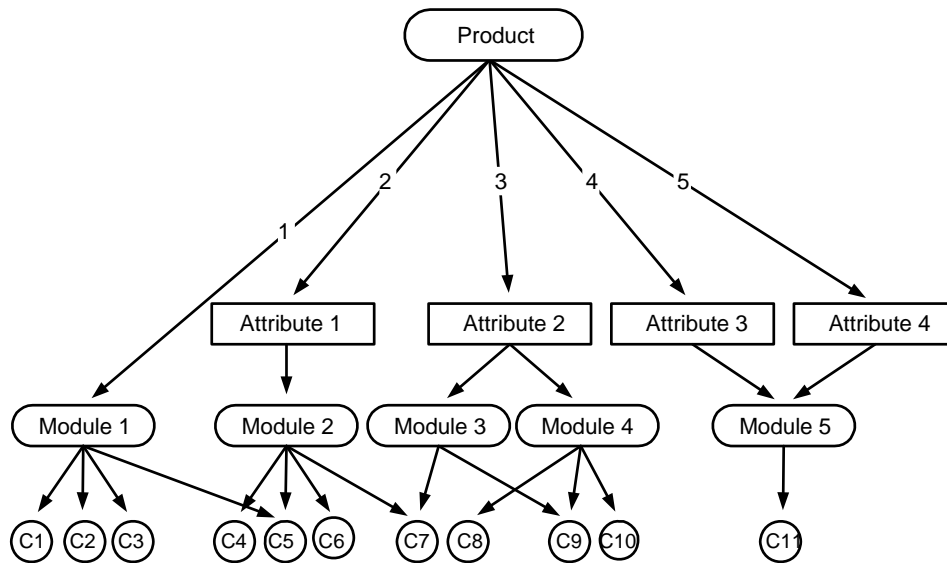 Product
2
3
4
5
1
Attribute 1
Attribute 2
Attribute 3
Attribute 4
Module 1
Module 2
Module 3
Module 4
Module 5
C1
C2
C3
C4
C5
C6
C7
C8
C9
C10
C11